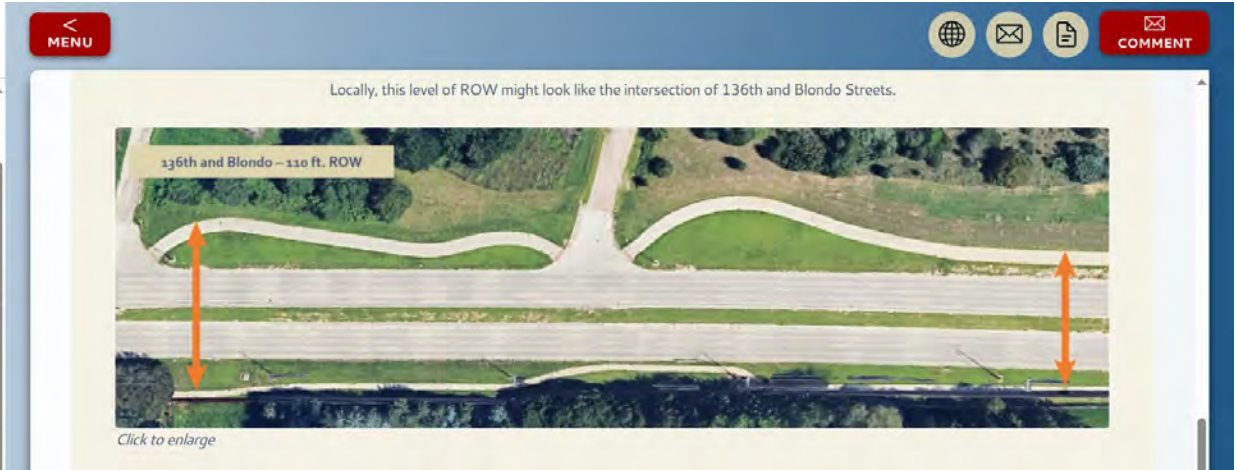 <
MENU
COMMENT
Locally, this level of ROW might look like the intersection of 136th and Blondo Streets.
136th and Blondo – 110 ft. ROW
Click to enlarge